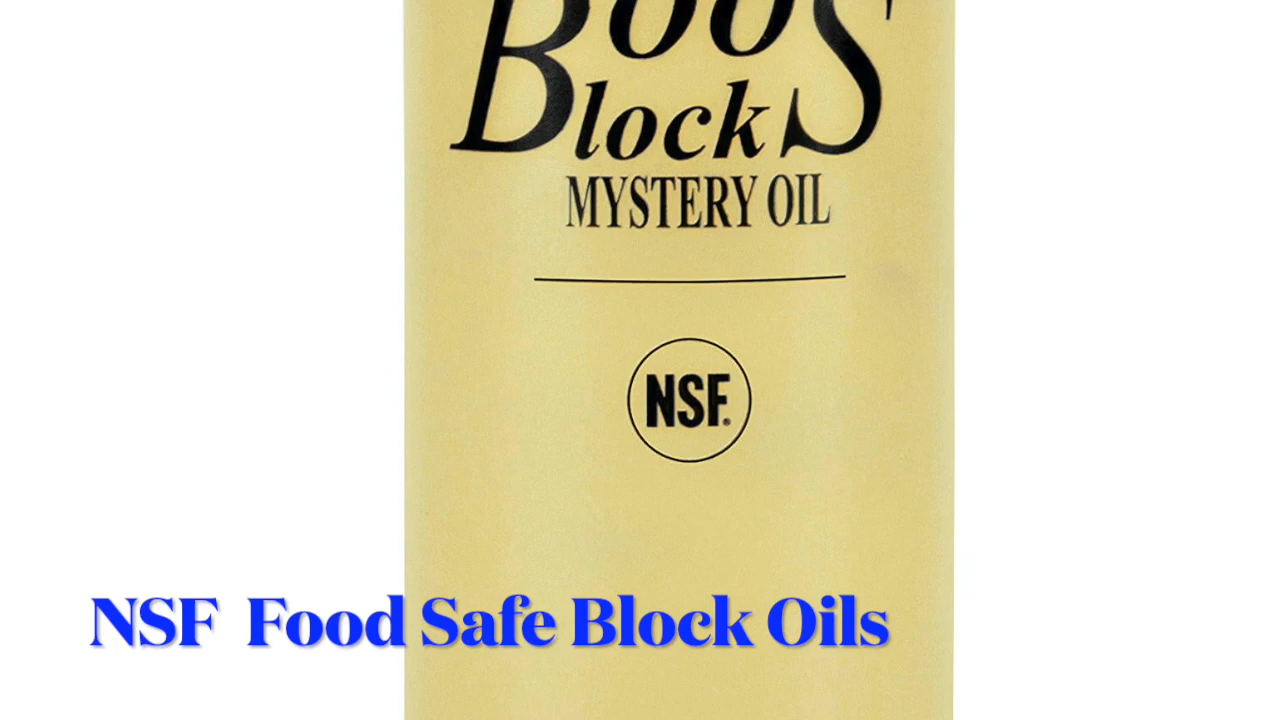 Boos
Block
MYSTERY OIL
NSF®
NSF Food Safe Block Oils